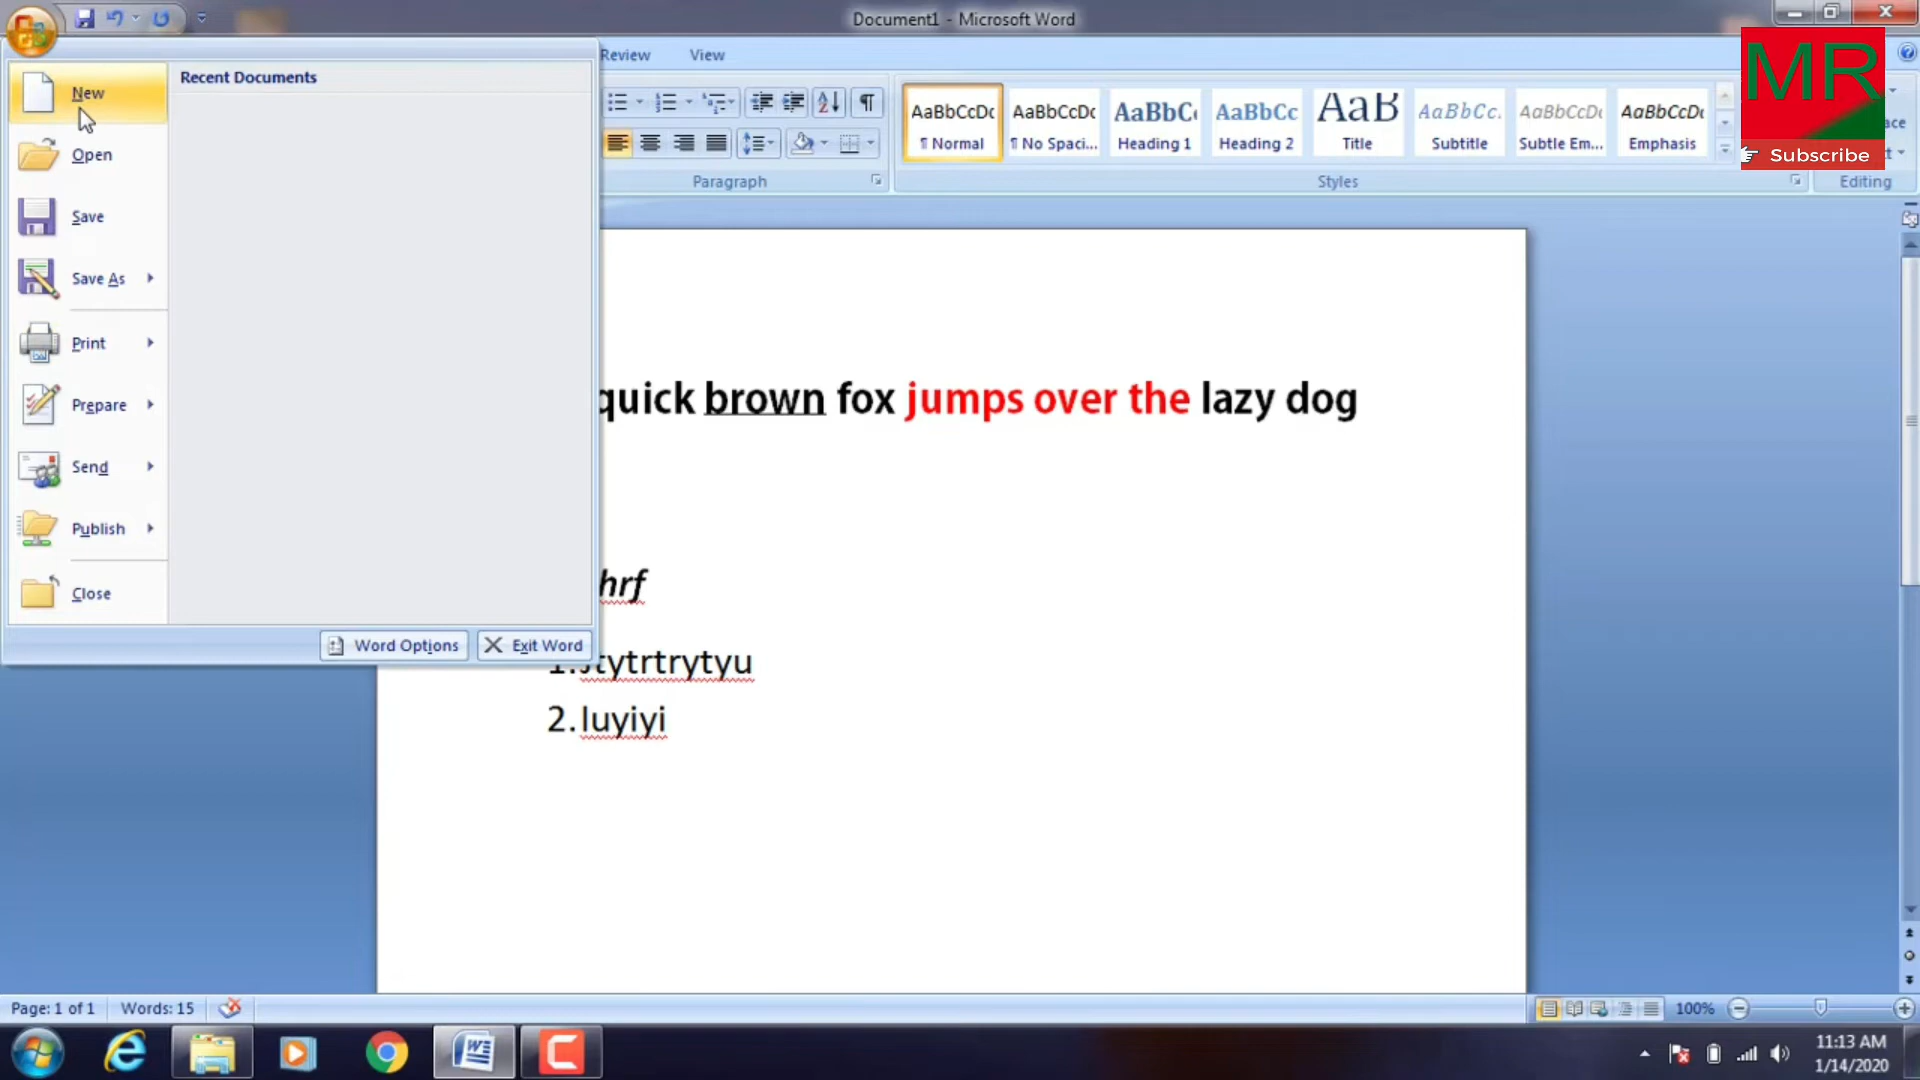 Document1 - Microsoft Word
MR
Subscribe
Review View
New
Open
Save
Save As
Print
Prepare
Send
Publish
Close
Recent Documents
Word Options Exit Word
AaBbCcDc AaBbCcDc AaBbC AaBbCc AaB AaBbCc. AaBbCcDc AaBbCcDc
¶ Normal ¶ No Spaci... Heading 1 Heading 2 Title Subtitle Subtle Em... Emphasis
Paragraph Styles Editing
quick brown fox jumps over the lazy dog
hrf
tytrtrytyu
2. Iuyiyi
Page: 1 of 1 Words: 15 100%
11:13 AM
1/14/2020